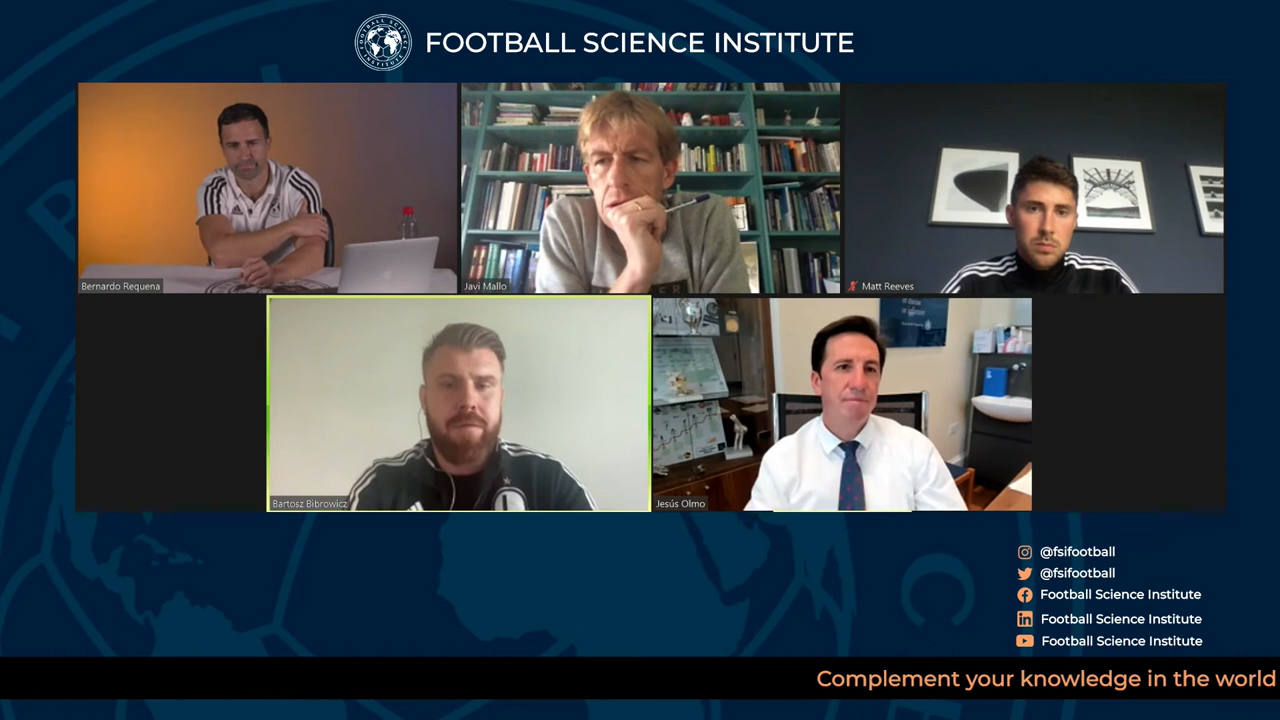 FOOTBALL SCIENCE INSTITUTE
Bernardo Requena
Javi Mallo
Matt Reeves
Bartosz Bibrowicz
Jesús Olmo
@fsifootball
@fsifootball
Football Science Institute
Football Science Institute
Football Science Institute
Complement your knowledge in the world